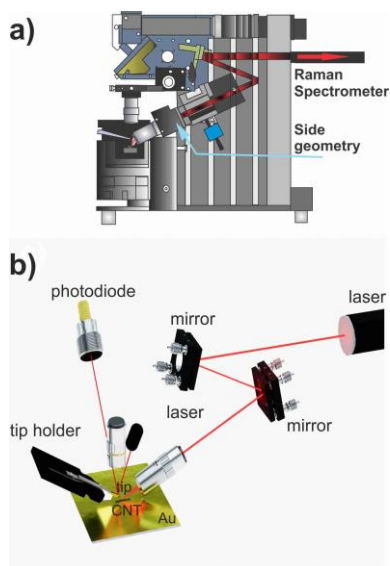 a)
Raman
Spectrometer
Side
geometry
b)
photodiode
mirror
laser
laser
mirror
tip holder
tip
CNT
Au